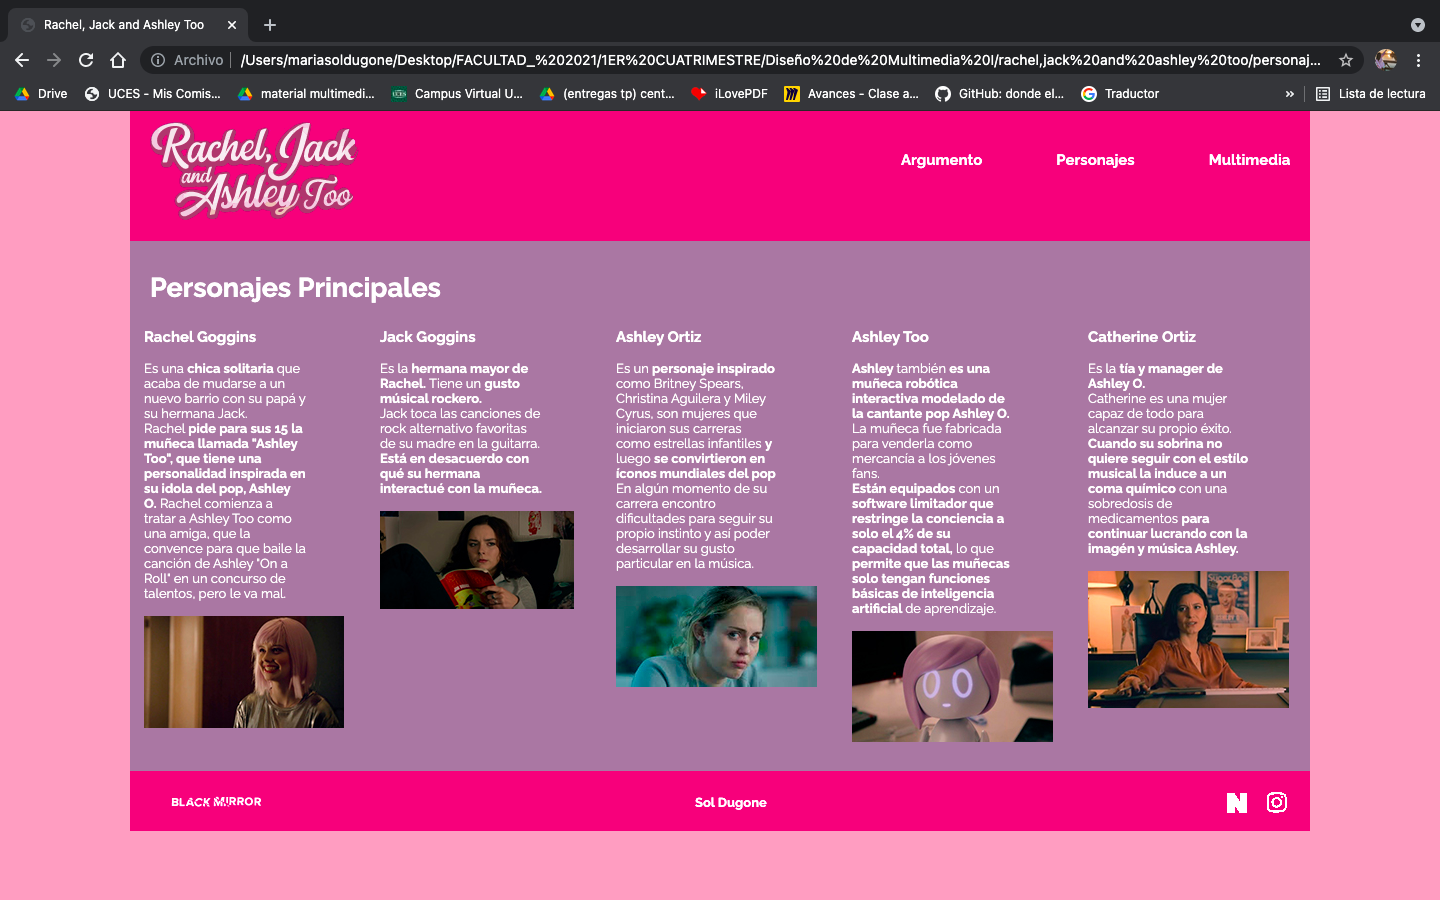 Rachel, Jack and Ashley Too
Archivo
/Users/mariasoldugone/Desktop/FACULTAD_%202021/1ER%20CUATRIMESTRE/Diseño%20de%20Multimedia%20I/rachel,jack%20and%20ashley%20too/personaj...
Drive
UCES - Mis Comis...
material multimedi...
Campus Virtual U...
(entregas tp) cent...
iLovePDF
Avances - Clase a...
GitHub: donde el...
Traductor
»
Lista de lectura
Rachel, Jack
and
Ashley Too
Argumento
Personajes
Multimedia
Personajes Principales
Rachel Goggins
Es una chica solitaria que
acaba de mudarse a un
nuevo barrio con su papá y
su hermana Jack.
Rachel pide para sus 15 la
muñeca llamada "Ashley
Too", que tiene una
personalidad inspirada en
su idola del pop, Ashley
O. Rachel comienza a
tratar a Ashley Too como
una amiga, que la
convence para que baile la
canción de Ashley "On a
Roll" en un concurso de
talentos, pero le va mal.
Jack Goggins
Es la hermana mayor de
Rachel. Tiene un gusto
músical rockero.
Jack toca las canciones de
rock alternativo favoritas
de su madre en la guitarra.
Está en desacuerdo con
qué su hermana
interactué con la muñeca.
Ashley Ortiz
Es un personaje inspirado
como Britney Spears,
Christina Aguilera y Miley
Cyrus, son mujeres que
iniciaron sus carreras
como estrellas infantiles y
luego se convirtieron en
íconos mundiales del pop
En algún momento de su
carrera encontro
dificultades para seguir su
propio instinto y así poder
desarrollar su gusto
particular en la música.
Ashley Too
Ashley también es una
muñeca robótica
interactiva modelado de
la cantante pop Ashley O.
La muñeca fue fabricada
para venderla como
mercancía a los jóvenes
fans.
Están equipados con un
software limitador que
restringe la conciencia a
solo el 4% de su
capacidad total, lo que
permite que las muñecas
solo tengan funciones
básicas de inteligencia
artificial de aprendizaje.
Catherine Ortiz
Es la tía y manager de
Ashley O.
Catherine es una mujer
capaz de todo para
alcanzar su propio éxito.
Cuando su sobrina no
quiere seguir con el estílo
musical la induce a un
coma químico con una
sobredosis de
medicamentos para
continuar lucrando con la
imagén y música Ashley.
BLACK MIRROR
Sol Dugone
N